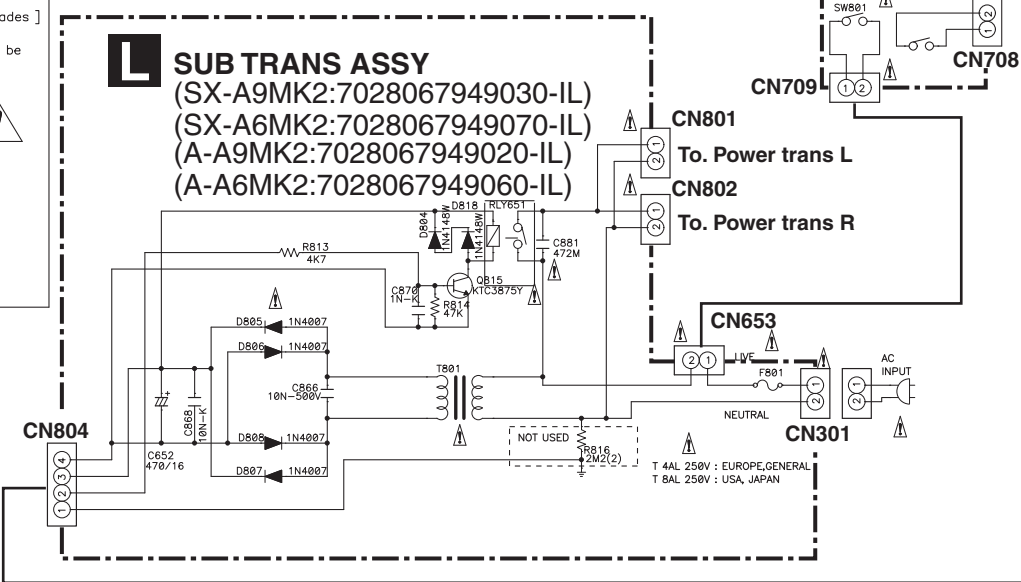 ades ]
be
L
SUB TRANS ASSY
(SX-A9MK2:7028067949030-IL)
(SX-A6MK2:7028067949070-IL)
(A-A9MK2:7028067949020-IL)
(A-A6MK2:7028067949060-IL)
SW801
CN708
2
1
CN709
1 2
CN801
1
2
To. Power trans L
CN802
1
2
To. Power trans R
D804
1N4148W
D818
1N4148W
RLY651
C881
472M
R813
4K7
C870
1N-K
R814
47K
Q815
KTC3875Y
D805 1N4007
D806 1N4007
C866
10N-500V
T801
D808 1N4007
D807 1N4007
C868
10N-K
C652
470/16
CN804
4
3
2
1
CN653
2 1
LIVE
F801
AC
INPUT
1
2
1
2
NEUTRAL
CN301
NOT USED
R816
2M2(2)
T 4AL 250V : EUROPE,GENERAL
T 8AL 250V : USA, JAPAN